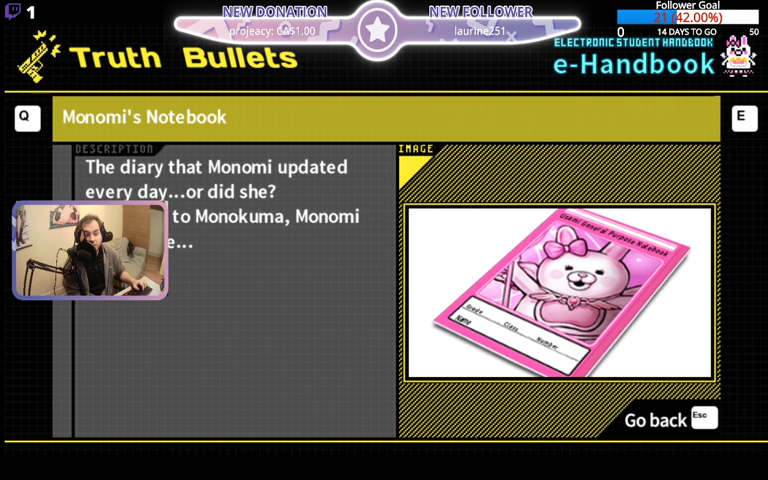 1
NEW DONATION
projeacy: CA$1.00
NEW FOLLOWER
laurine251
Follower Goal
21 (42.00%)
0
14 DAYS TO GO
50
Truth Bullets
ELECTRONIC STUDENT HANDBOOK
e-Handbook
Q
Monomi's Notebook
E
DESCRIPTION
The diary that Monomi updated
every day...or did she?
to Monokuma, Monomi
e...
IMAGE
Usami General Purpose Notebook
Grade
Class
Number
Name
Go back
Esc